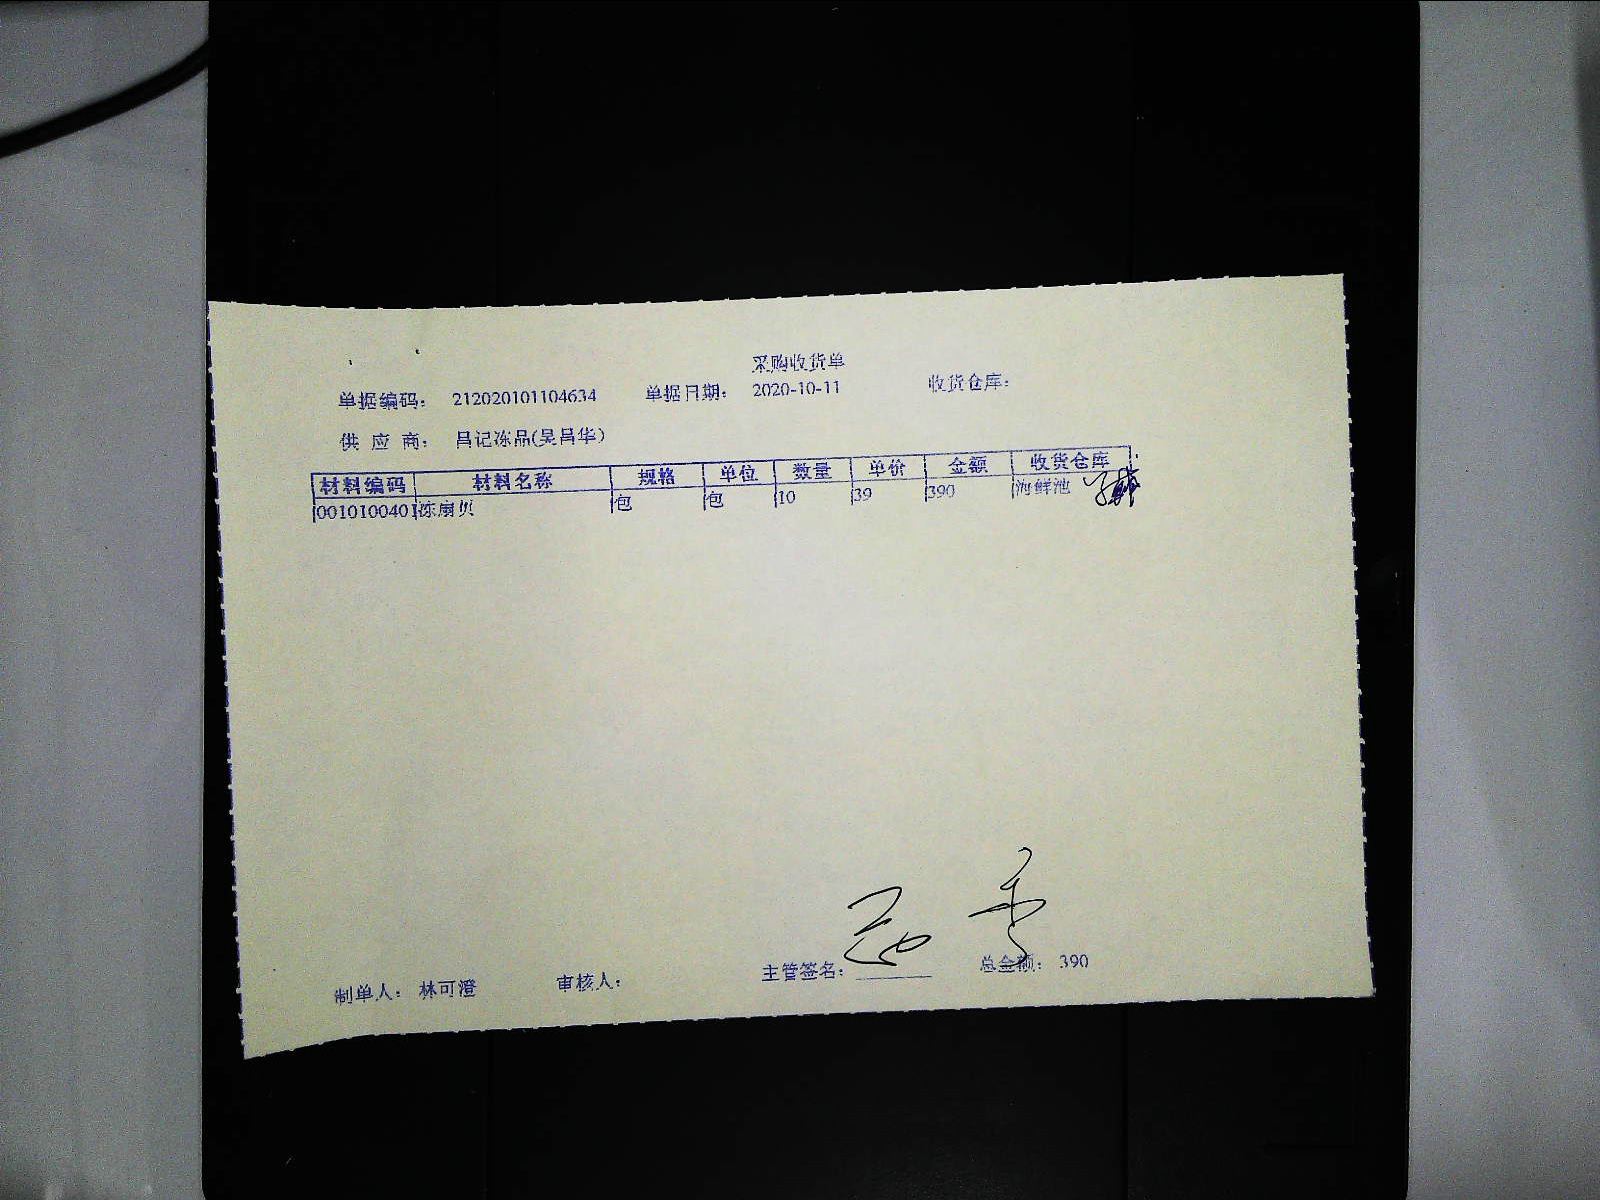 采购收货单
单据编码： 212020101104634 单据日期： 2020-10-11 收货仓库：
供 应 商： 吕记冻品(吴昌华)
材料编码 材料名称 规格 单位 数量 单价 金额 收货仓库
0010100401 冻扇贝 包 包 10 39 390 海鲜池
制单人： 林可澄 审核人： 主管签名： 总金额： 390